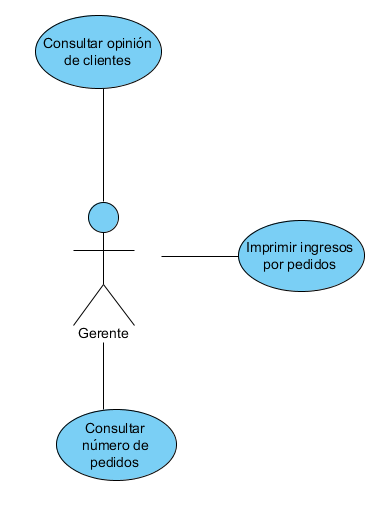 Consultar opinión
de clientes
Imprimir ingresos
por pedidos
Gerente
Consultar
número de
pedidos